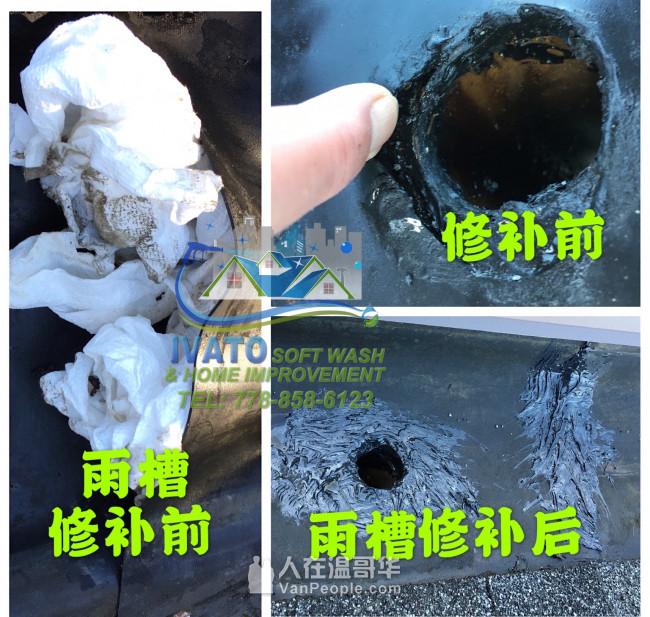 修补前
IVATO SOFT WASH
& HOME IMPROVEMENT
TEL: 778-858-6123
雨槽
修补前
雨槽修补后
人在温哥华
VanPeople.com